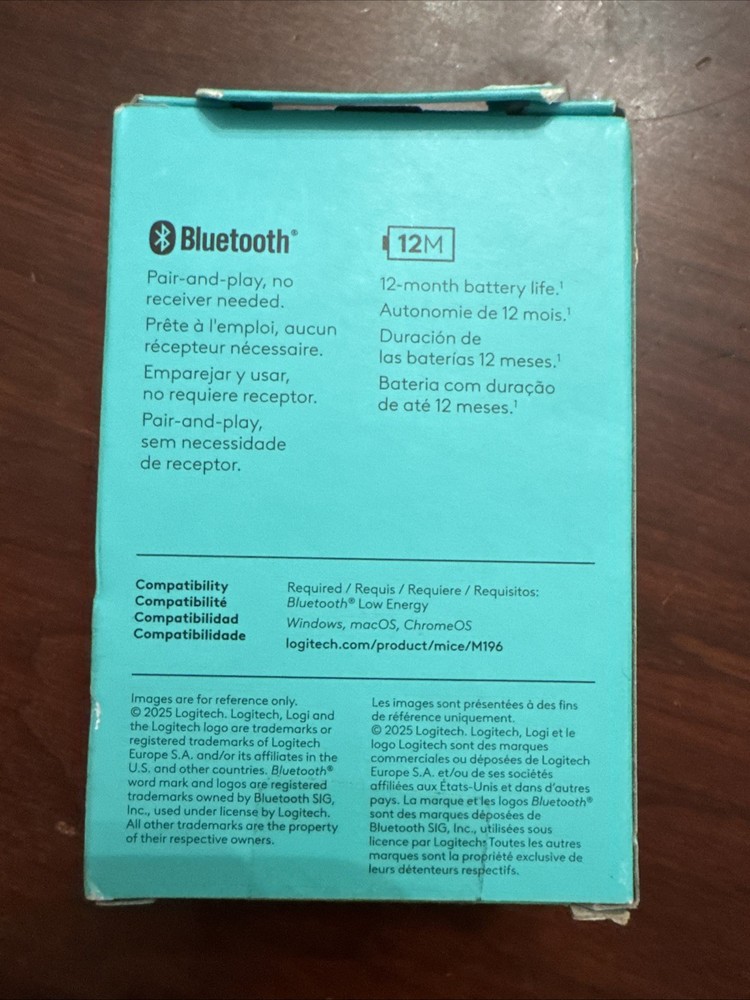 Bluetooth®
Pair-and-play, no
receiver needed.
Prête à l'emploi, aucun
récepteur nécessaire.
Emparejar y usar,
no requiere receptor.
Pair-and-play,
sem necessidade
de receptor.
12M
12-month battery life.¹
Autonomie de 12 mois.¹
Duración de
las baterías 12 meses.¹
Bateria com duração
de até 12 meses.¹
Compatibility
Compatibilité
Compatibilidad
Compatibilidade
Required / Requis / Requiere / Requisitos:
Bluetooth® Low Energy
Windows, macOS, ChromeOS
logitech.com/product/mice/M196
Images are for reference only.
© 2025 Logitech. Logitech, Logi and
the Logitech logo are trademarks or
registered trademarks of Logitech
Europe S.A. and/or its affiliates in the
U.S. and other countries. Bluetooth®
word mark and logos are registered
trademarks owned by Bluetooth SIG,
Inc., used under license by Logitech.
All other trademarks are the property
of their respective owners.
Les images sont présentées à des fins
de référence uniquement.
© 2025 Logitech. Logitech, Logi et le
logo Logitech sont des marques
commerciales ou déposées de Logitech
Europe S.A. et/ou de ses sociétés
affiliées aux États-Unis et dans d'autres
pays. La marque et les logos Bluetooth®
sont des marques déposées de
Bluetooth SIG, Inc., utilisées sous
licence par Logitech. Toutes les autres
marques sont la propriété exclusive de
leurs détenteurs respectifs.